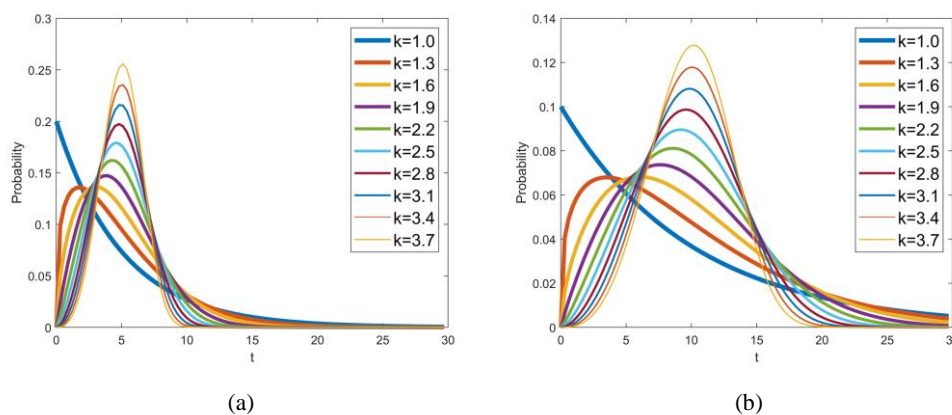 0.3
0.25
0.2
0.15
0.1
0.05
0
Probability
0 5 10 15 20 25 30
t
k=1.0
k=1.3
k=1.6
k=1.9
k=2.2
k=2.5
k=2.8
k=3.1
k=3.4
k=3.7
(a)
0.14
0.12
0.1
0.08
0.06
0.04
0.02
0
Probability
0 5 10 15 20 25 3
t
k=1.0
k=1.3
k=1.6
k=1.9
k=2.2
k=2.5
k=2.8
k=3.1
k=3.4
k=3.7
(b)